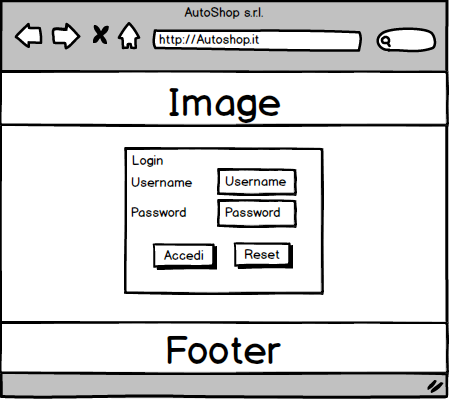 AutoShop s.r.l.
http://Autoshop.it
Image
Login
Username Username
Password Password
Accedi Reset
Footer